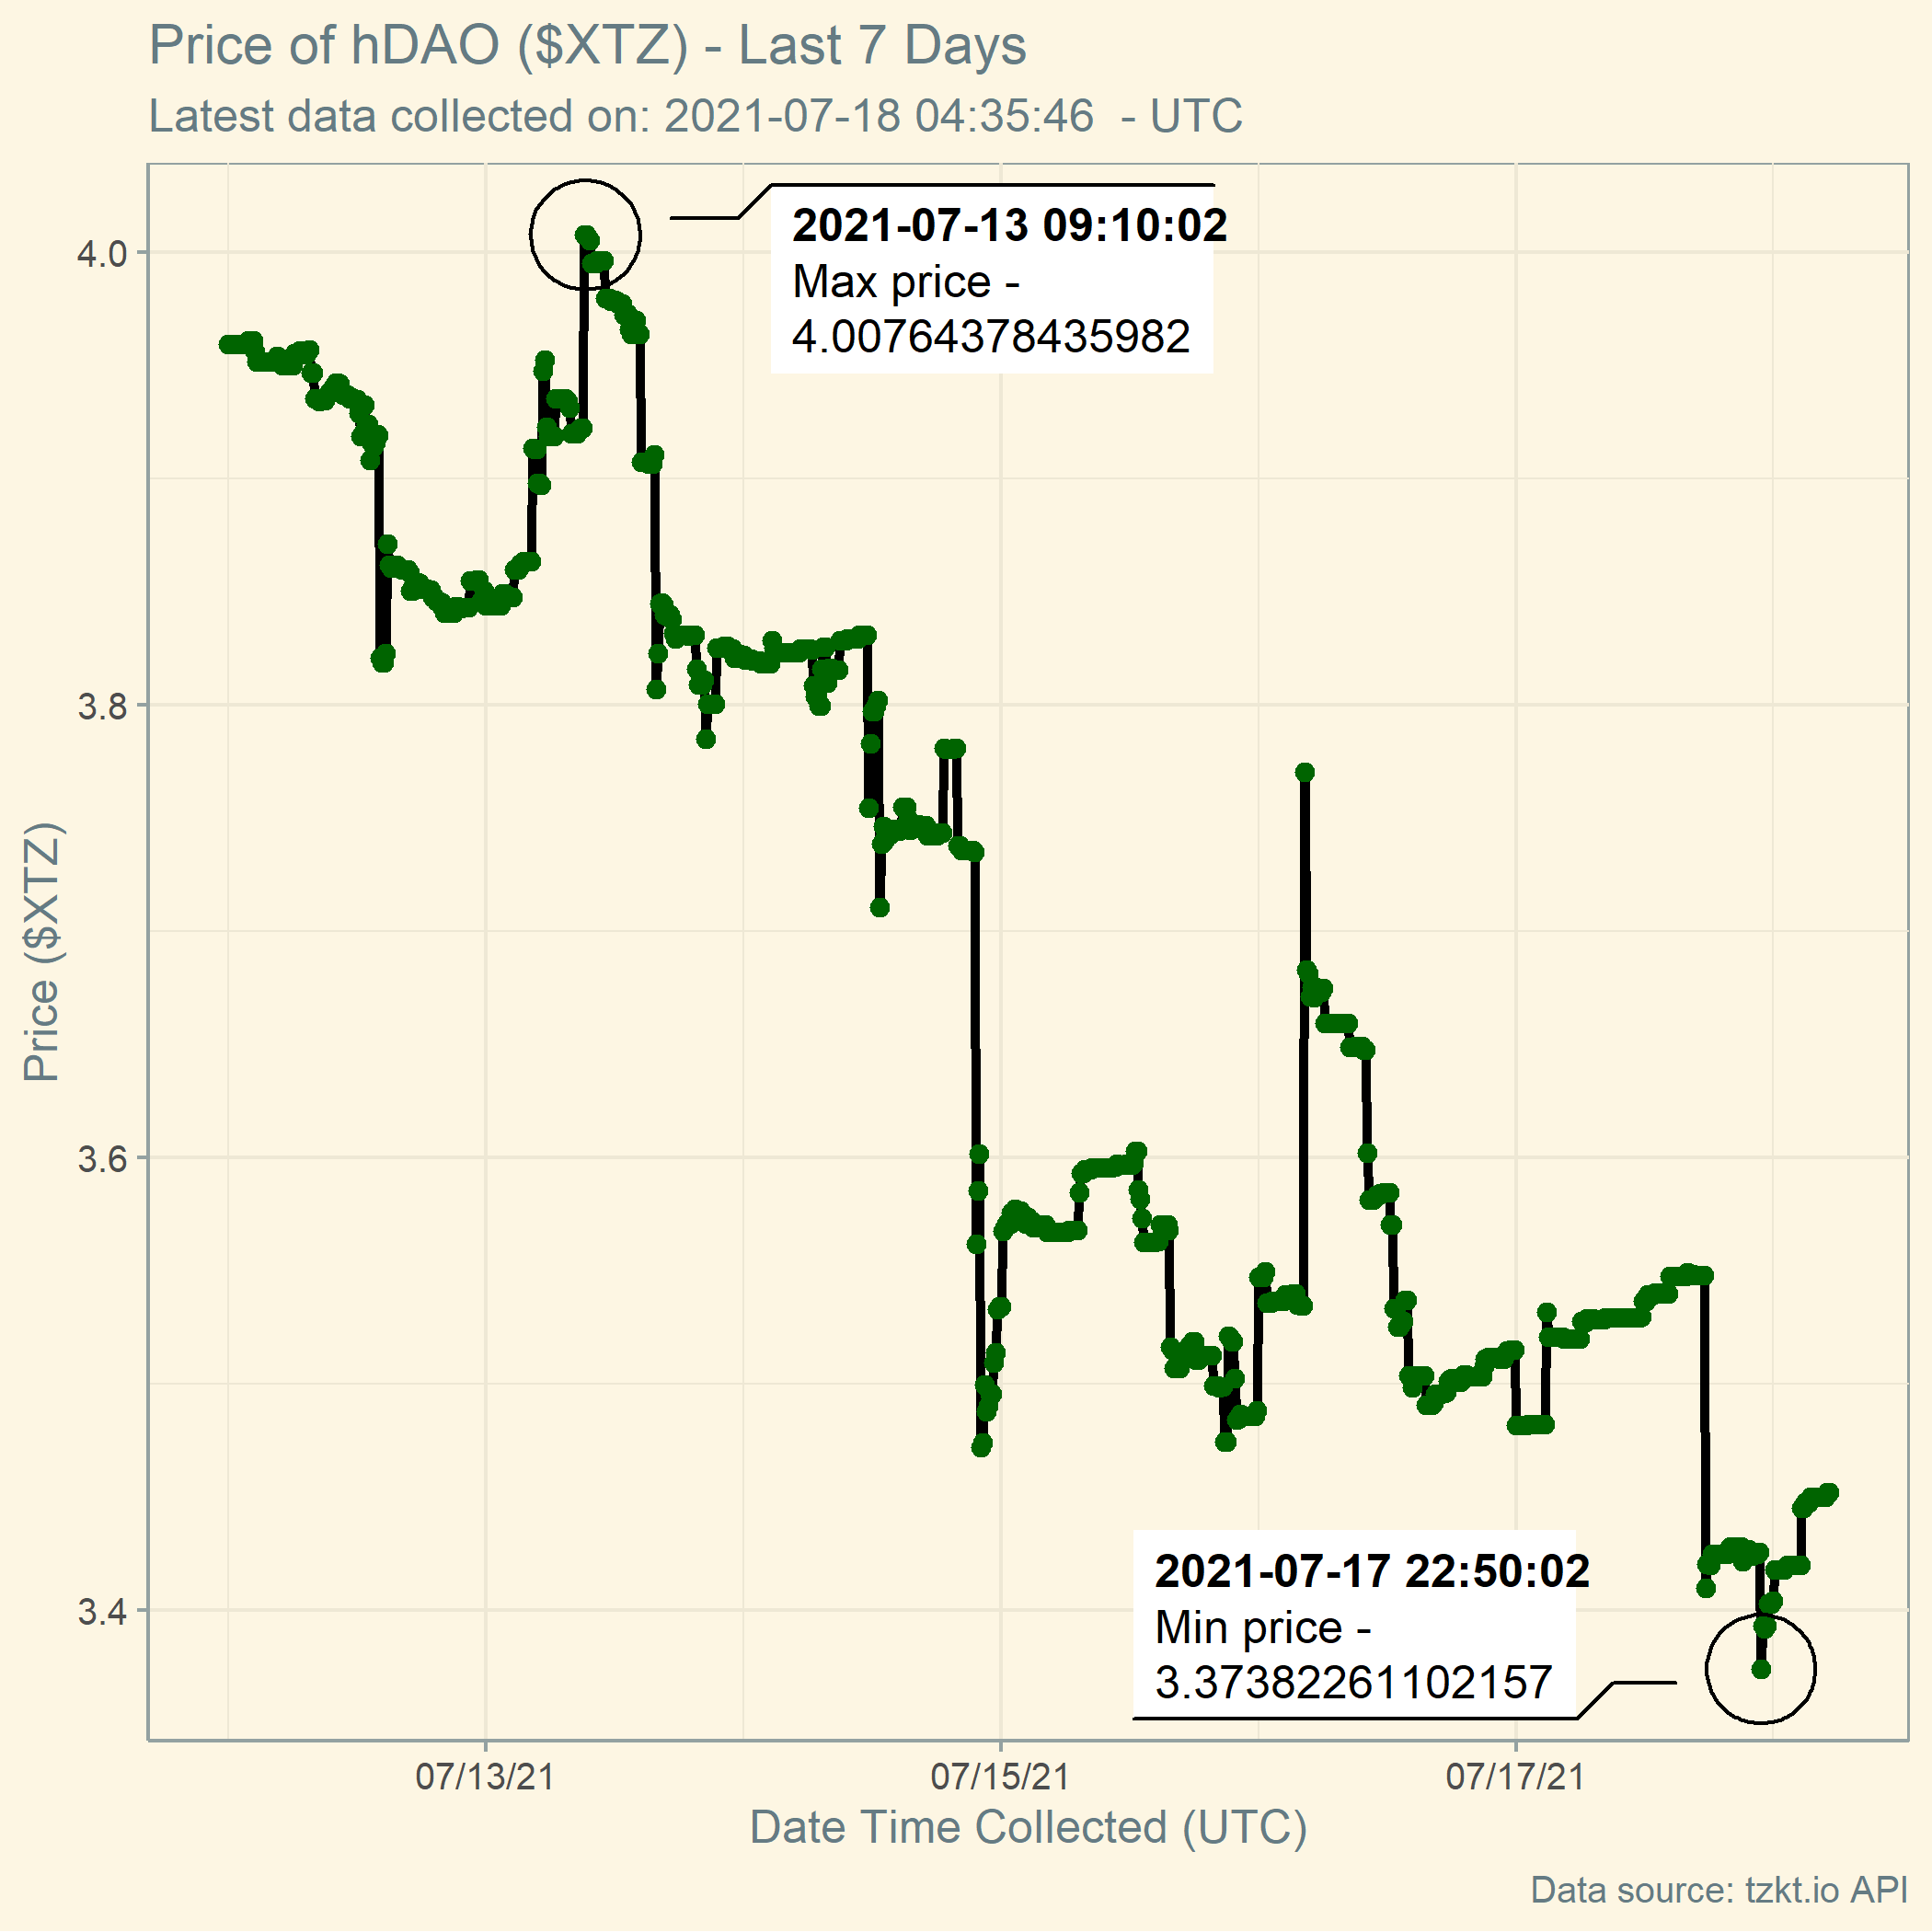 Price of hDAO ($XTZ) - Last 7 Days
Latest data collected on: 2021-07-18 04:35:46  - UTC
2021-07-13 09:10:02
Max price -
4.00764378435982
4.0
3.8
3.6
3.4
Price ($XTZ)
2021-07-17 22:50:02
Min price -
3.37382261102157
07/13/21
07/15/21
07/17/21
Date Time Collected (UTC)
Data source: tzkt.io API